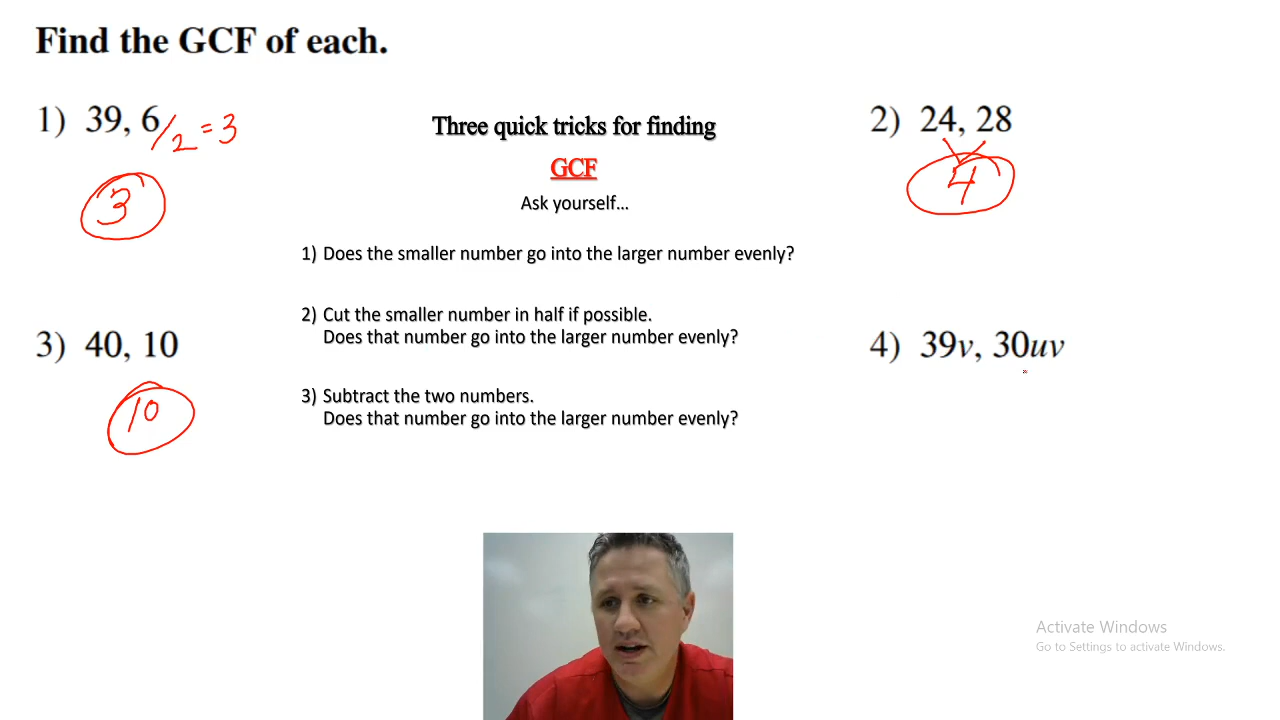 Find the GCF of each.
1) 39, 6 /2 = 3
3
Three quick tricks for finding
GCF
Ask yourself...
1) Does the smaller number go into the larger number evenly?
2) Cut the smaller number in half if possible.
Does that number go into the larger number evenly?
3) Subtract the two numbers.
Does that number go into the larger number evenly?
2) 24, 28
4
3) 40, 10
10
4) 39v, 30uv
Activate Windows
Go to Settings to activate Windows.